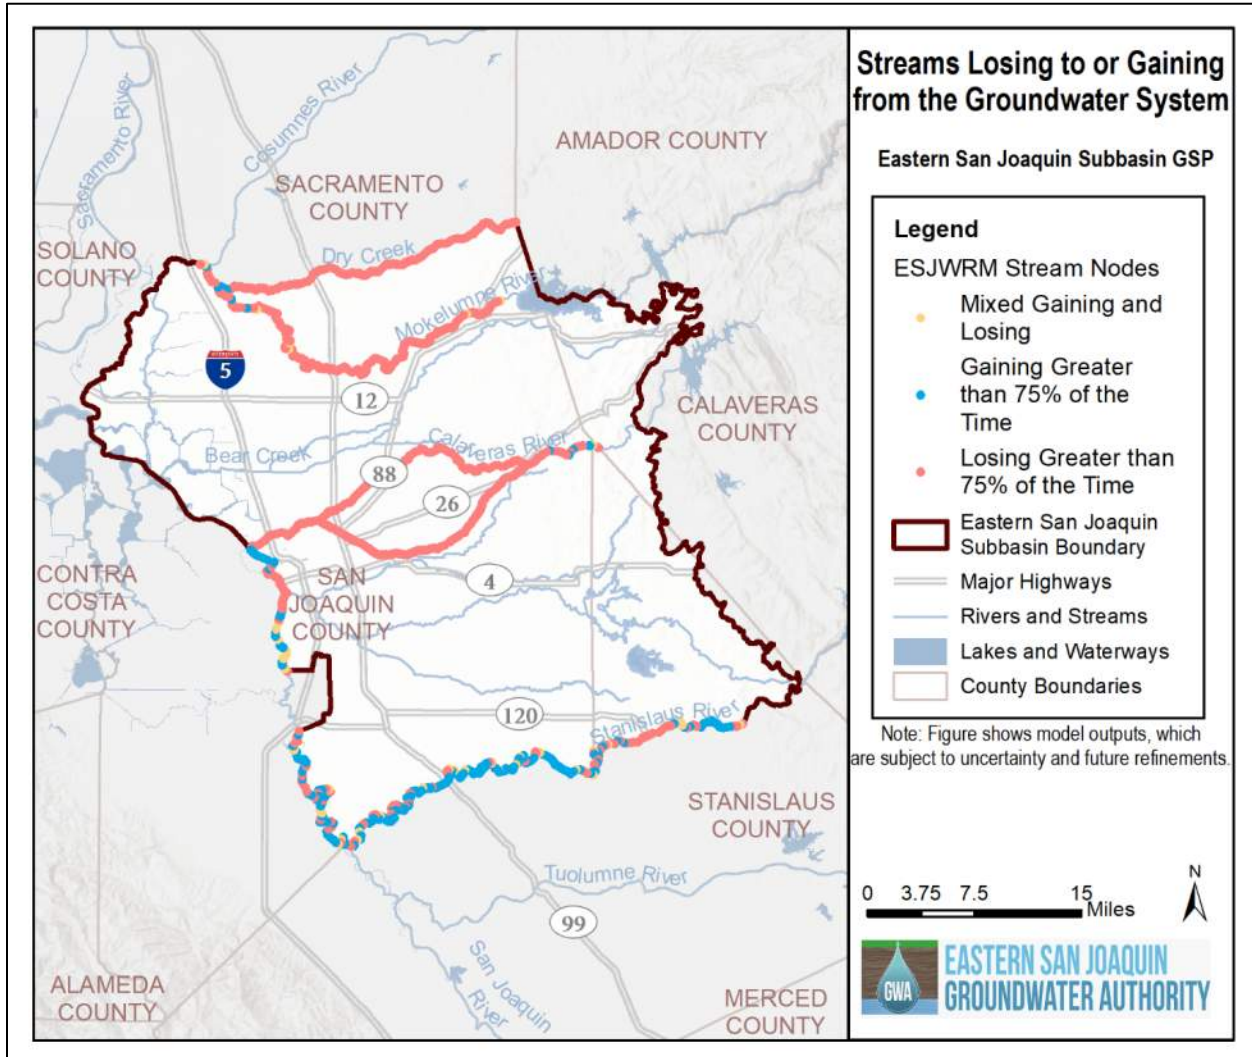 Streams Losing to or Gaining
from the Groundwater System
Eastern San Joaquin Subbasin GSP
Legend
ESJWRM Stream Nodes
Mixed Gaining and
Losing
Gaining Greater
than 75% of the
Time
Losing Greater than
75% of the Time
Eastern San Joaquin
Subbasin Boundary
Major Highways
Rivers and Streams
Lakes and Waterways
County Boundaries
Note: Figure shows model outputs, which
are subject to uncertainty and future refinements.
0 3.75 7.5 15
Miles
N
GWA
EASTERN SAN JOAQUIN
GROUNDWATER AUTHORITY
Sacramento River
Cosumnes River
AMADOR COUNTY
SACRAMENTO
COUNTY
SOLANO
COUNTY
Dry Creek
Mokelumne River
5
12
CALAVERAS
COUNTY
Calaveras River
Bear Creek
88
26
CONTRA
COSTA
COUNTY
SAN
JOAQUIN
COUNTY
4
120
Stanislaus River
STANISLAUS
COUNTY
Tuolumne River
99
San Joaquin
River
ALAMEDA
COUNTY
MERCED
COUNTY